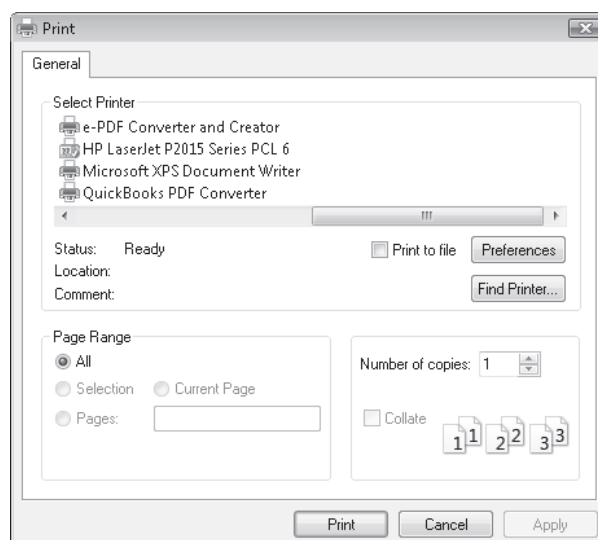 Print
General
Select Printer
e-PDF Converter and Creator
HP LaserJet P2015 Series PCL 6
Microsoft XPS Document Writer
QuickBooks PDF Converter
Status: Ready
Print to file
Preferences
Location:
Comment:
Find Printer...
Page Range
All
Selection
Current Page
Pages:
Number of copies: 1
Collate
1 1 2 2 3 3
Print
Cancel
Apply